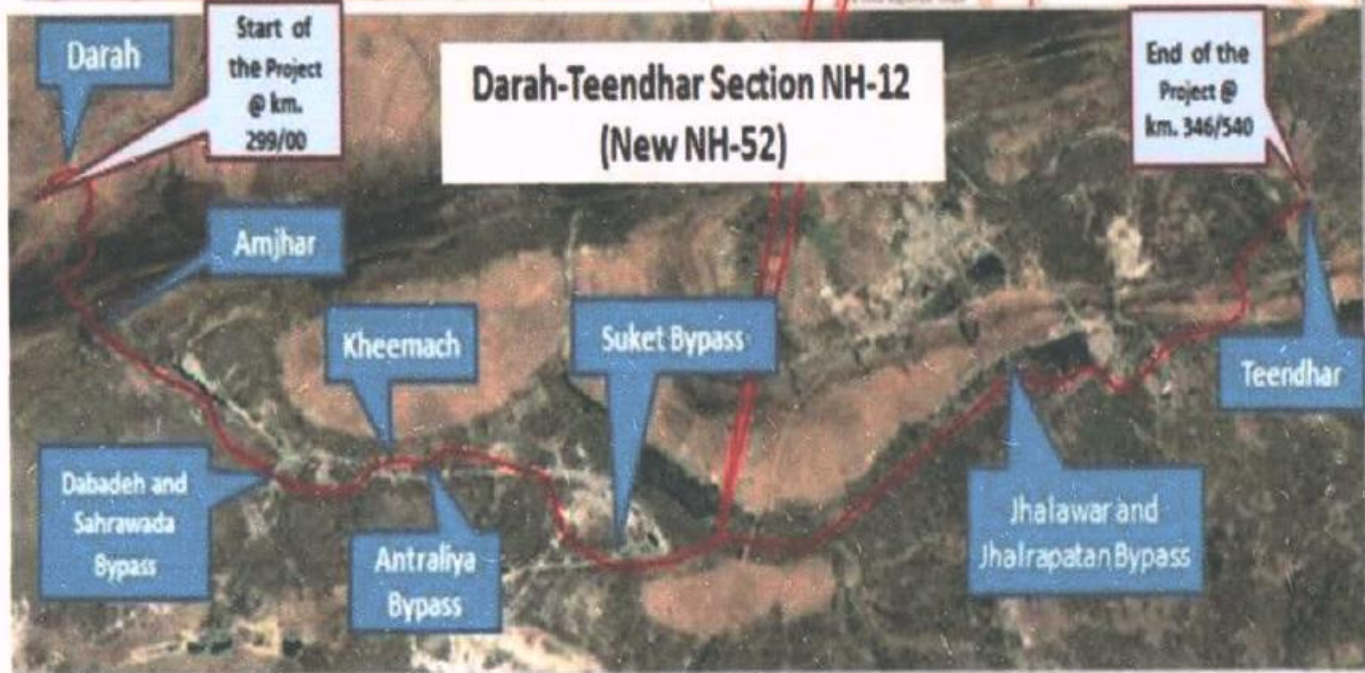 Darah
Start of
the Project
@ km.
299/00
Darah-Teendhar Section NH-12
(New NH-52)
End of the
Project @
km. 346/540
Amjhar
Kheemach
Suket Bypass
Teendhar
Dabadeh and
Sahrawada
Bypass
Antraliya
Bypass
Jhalawar and
Jhalrapatan Bypass